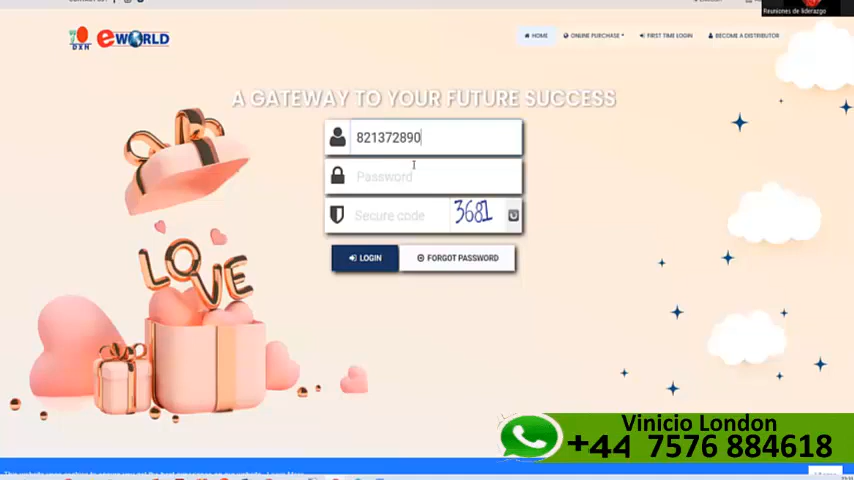 Reuniones de liderazgo
DXN
eWORLD
HOME
ONLINE PURCHASE
FIRST TIME LOGIN
BECOME A DISTRIBUTOR
A GATEWAY TO YOUR FUTURE SUCCESS
821372890
Password
Secure code
3681
LOGIN
FORGOT PASSWORD
LOVE
Vinicio London
+44 7576 884618